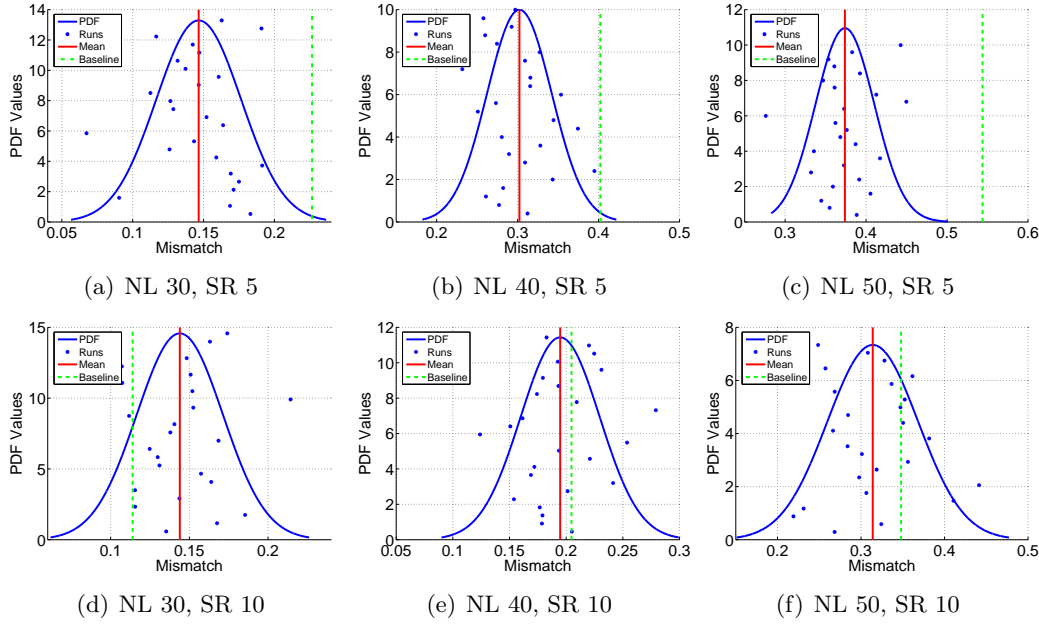 PDF
Runs
Mean
Baseline
PDF Values
14
12
10
8
6
4
2
0
0.05 0.1 0.15 0.2
Mismatch
(a) NL 30, SR 5
PDF
Runs
Mean
Baseline
PDF Values
10
8
6
4
2
0
0.2 0.3 0.4 0.5
Mismatch
(b) NL 40, SR 5
PDF
Runs
Mean
Baseline
PDF Values
12
10
8
6
4
2
0
0.3 0.4 0.5 0.6
Mismatch
(c) NL 50, SR 5
PDF
Runs
Mean
Baseline
PDF Values
15
10
5
0
0.1 0.15 0.2
Mismatch
(d) NL 30, SR 10
PDF
Runs
Mean
Baseline
PDF Values
12
10
8
6
4
2
0
0.05 0.1 0.15 0.2 0.25 0.3
Mismatch
(e) NL 40, SR 10
PDF
Runs
Mean
Baseline
PDF Values
8
6
4
2
0
0.2 0.3 0.4 0.5
Mismatch
(f) NL 50, SR 10